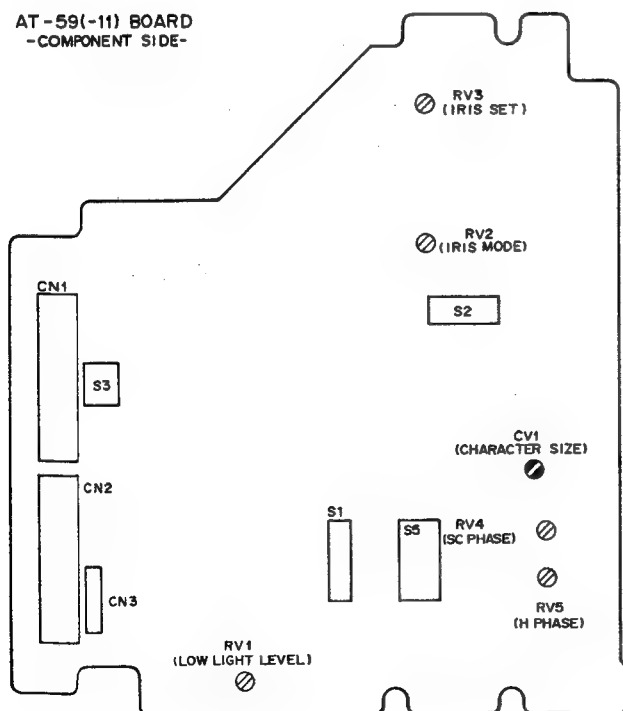 AT-59(-11) BOARD
-COMPONENT SIDE-
RV3
(IRIS SET)
RV2
(IRIS MODE)
CN1
S2
S3
CV1
(CHARACTER SIZE)
CN2
S1
S5
RV4
(SC PHASE)
CN3
RV5
(H PHASE)
RV1
(LOW LIGHT LEVEL)